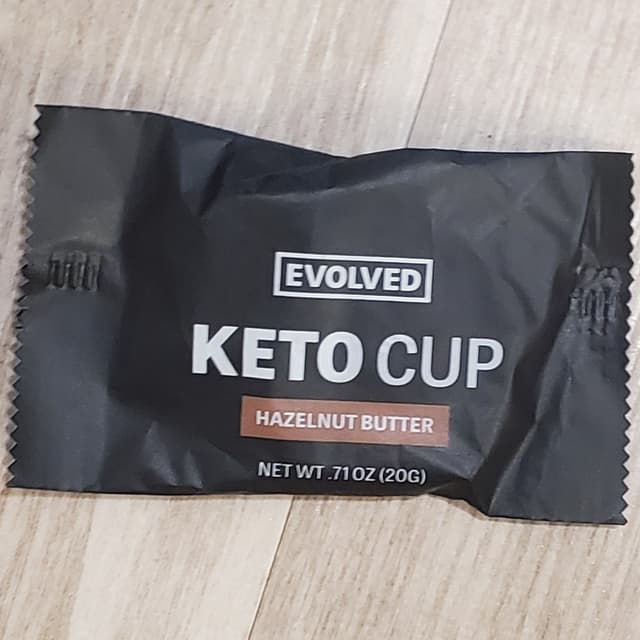 EVOLVED
KETO CUP
HAZELNUT BUTTER
NET WT .71 OZ (20G)